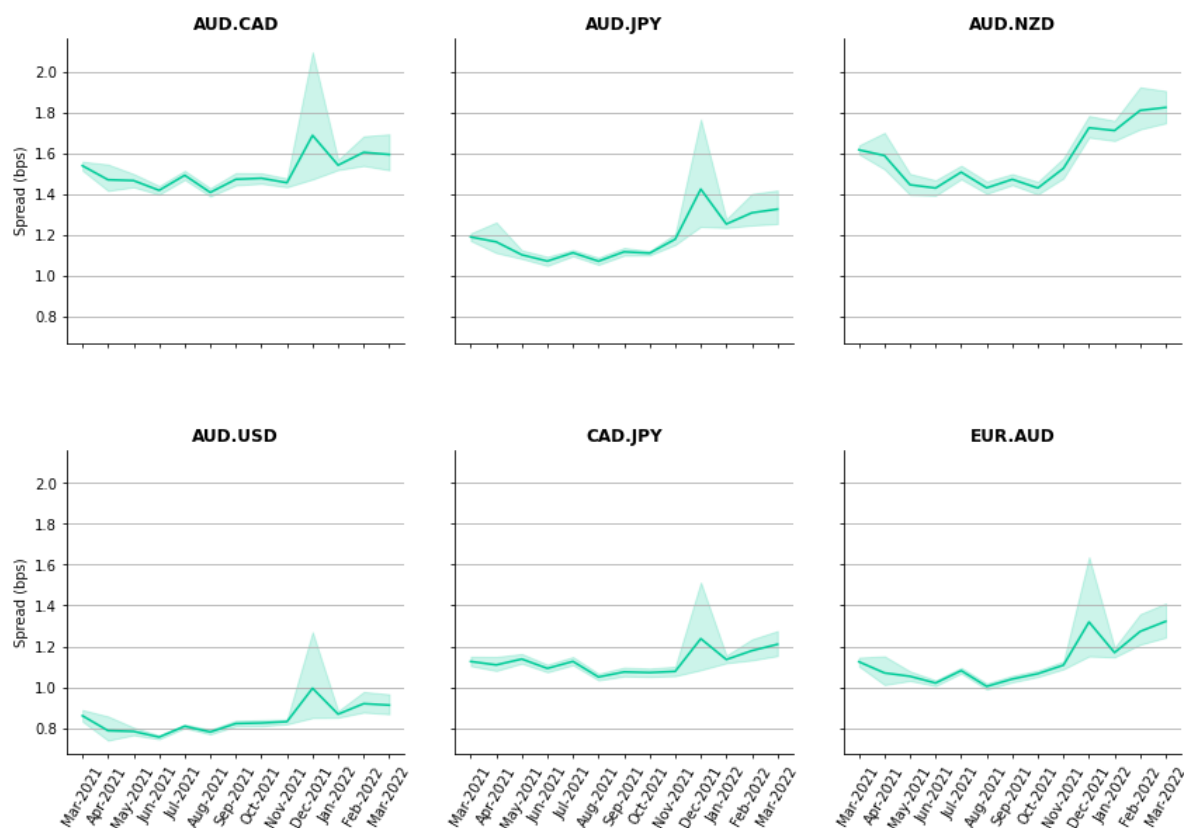 AUD.CAD
AUD.JPY
AUD.NZD
Spread (bps)
2.0
1.8
1.6
1.4
1.2
1.0
0.8
AUD.USD
CAD.JPY
EUR.AUD
Spread (bps)
2.0
1.8
1.6
1.4
1.2
1.0
0.8
Mar-2021
Apr-2021
May-2021
Jun-2021
Jul-2021
Aug-2021
Sep-2021
Oct-2021
Nov-2021
Dec-2021
Jan-2022
Feb-2022
Mar-2022
Mar-2021
Apr-2021
May-2021
Jun-2021
Jul-2021
Aug-2021
Sep-2021
Oct-2021
Nov-2021
Dec-2021
Jan-2022
Feb-2022
Mar-2022
Mar-2021
Apr-2021
May-2021
Jun-2021
Jul-2021
Aug-2021
Sep-2021
Oct-2021
Nov-2021
Dec-2021
Jan-2022
Feb-2022
Mar-2022